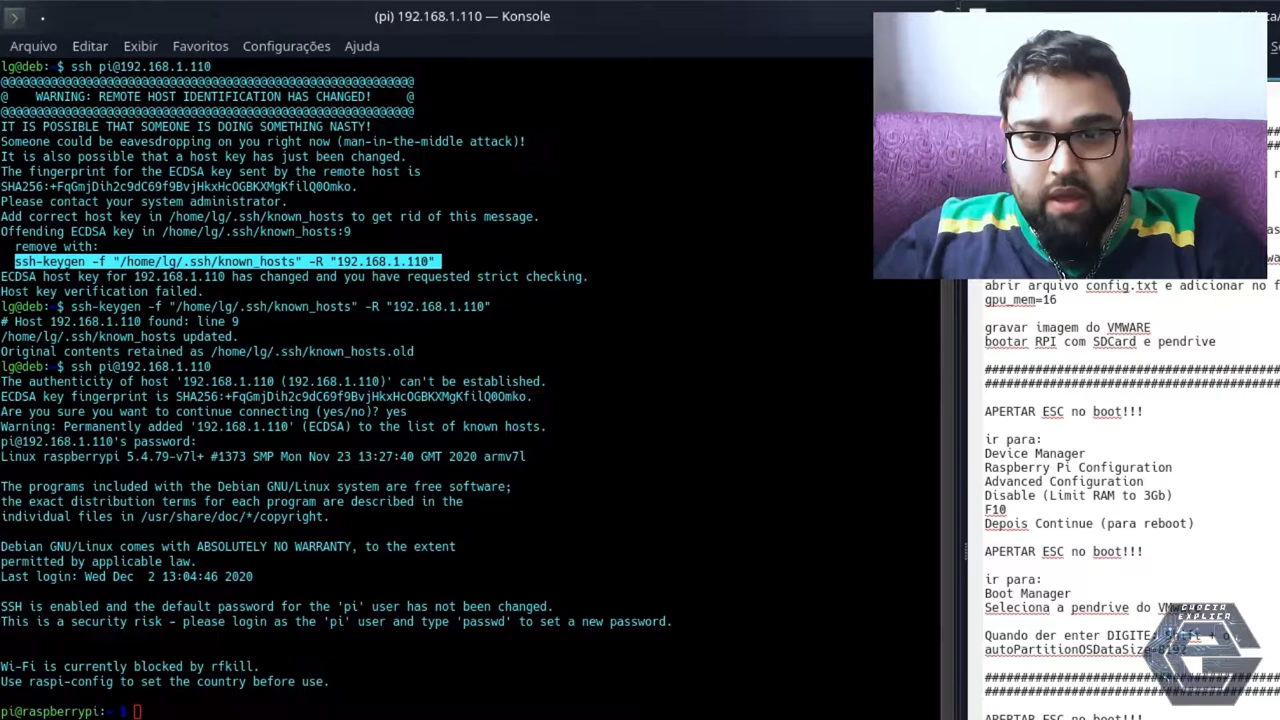 (pi) 192.168.1.110 — Konsole
Arquivo Editar Exibir Favoritos Configurações Ajuda
lg@deb:~$ ssh pi@192.168.1.110
@@@@@@@@@@@@@@@@@@@@@@@@@@@@@@@@@@@@@@@@@@@@@@@@@@@@@@@@@@@
@    WARNING: REMOTE HOST IDENTIFICATION HAS CHANGED!     @
@@@@@@@@@@@@@@@@@@@@@@@@@@@@@@@@@@@@@@@@@@@@@@@@@@@@@@@@@@@
IT IS POSSIBLE THAT SOMEONE IS DOING SOMETHING NASTY!
Someone could be eavesdropping on you right now (man-in-the-middle attack)!
It is also possible that a host key has just been changed.
The fingerprint for the ECDSA key sent by the remote host is
SHA256:+FqGmjDih2c9dC69f9BvjHkxHcOGBKXMgKfilQ0Omko.
Please contact your system administrator.
Add correct host key in /home/lg/.ssh/known_hosts to get rid of this message.
Offending ECDSA key in /home/lg/.ssh/known_hosts:9
remove with:
ssh-keygen -f "/home/lg/.ssh/known_hosts" -R "192.168.1.110"
ECDSA host key for 192.168.1.110 has changed and you have requested strict checking.
Host key verification failed.
lg@deb:~$ ssh-keygen -f "/home/lg/.ssh/known_hosts" -R "192.168.1.110"
# Host 192.168.1.110 found: line 9
/home/lg/.ssh/known_hosts updated.
Original contents retained as /home/lg/.ssh/known_hosts.old
lg@deb:~$ ssh pi@192.168.1.110
The authenticity of host '192.168.1.110 (192.168.1.110)' can't be established.
ECDSA key fingerprint is SHA256:+FqGmjDih2c9dC69f9BvjHkxHcOGBKXMgKfilQ0Omko.
Are you sure you want to continue connecting (yes/no)? yes
Warning: Permanently added '192.168.1.110' (ECDSA) to the list of known hosts.
pi@192.168.1.110's password:
Linux raspberrypi 5.4.79-v7l+ #1373 SMP Mon Nov 23 13:27:40 GMT 2020 armv7l
The programs included with the Debian GNU/Linux system are free software;
the exact distribution terms for each program are described in the
individual files in /usr/share/doc/*/copyright.
Debian GNU/Linux comes with ABSOLUTELY NO WARRANTY, to the extent
permitted by applicable law.
Last login: Wed Dec  2 13:04:46 2020
SSH is enabled and the default password for the 'pi' user has not been changed.
This is a security risk - please login as the 'pi' user and type 'passwd' to set a new password.
Wi-Fi is currently blocked by rfkill.
Use raspi-config to set the country before use.
pi@raspberrypi:~ $
abrir arquivo config.txt e adicionar no f
gpu_mem=16
gravar imagem do VMWARE
bootar RPI com SDCard e pendrive
##########################################
##########################################
APERTAR ESC no boot!!!
ir para:
Device Manager
Raspberry Pi Configuration
Advanced Configuration
Disable (Limit RAM to 3Gb)
F10
Depois Continue (para reboot)
APERTAR ESC no boot!!!
ir para:
Boot Manager
Seleciona a pendrive do
Quando der enter DIGITE: Shift + o
autoPartitionOSDataSize=8192
##########################################
##########################################
APERTAR ESC no boot!!!
EXPLICA